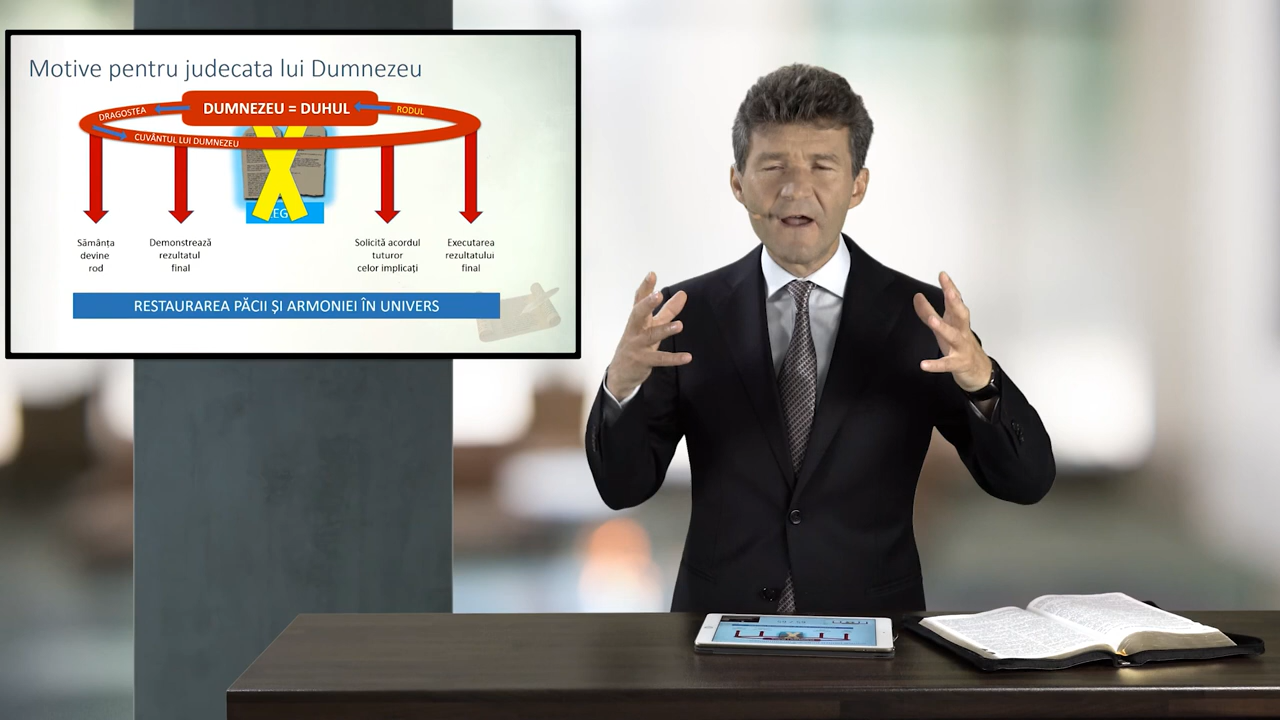 Motive pentru judecata lui Dumnezeu
DUMNEZEU = DUHUL
DRAGOSTEA
RODUL
CUVÂNTUL LUI DUMNEZEU
Sămânța
devine
rod
Demonstrează
rezultatul
final
Solicită acordul
tuturor
celor implicați
Executarea
rezultatului
final
RESTAURAREA PĂCII ȘI ARMONIEI ÎN UNIVERS